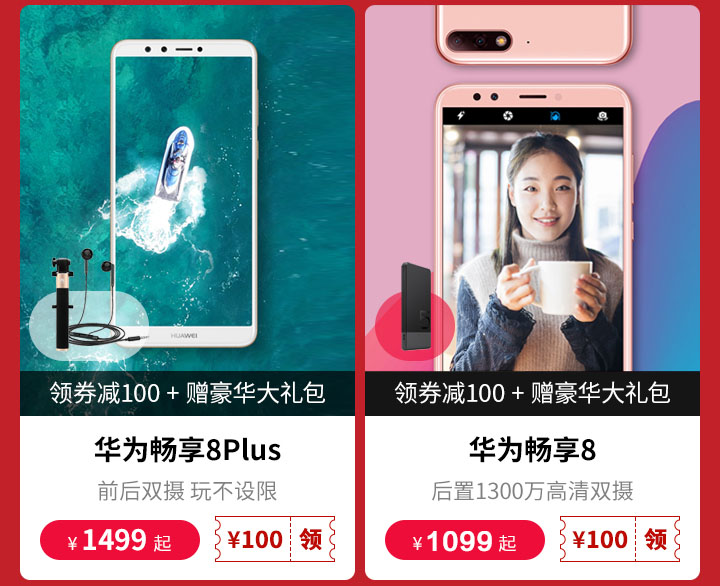 HUAWEI
领券减100 + 赠豪华大礼包
华为畅享8Plus
前后双摄 玩不设限
¥ 1499 起
¥100 领
领券减100 + 赠豪华大礼包
华为畅享8
后置1300万高清双摄
¥ 1099 起
¥100 领